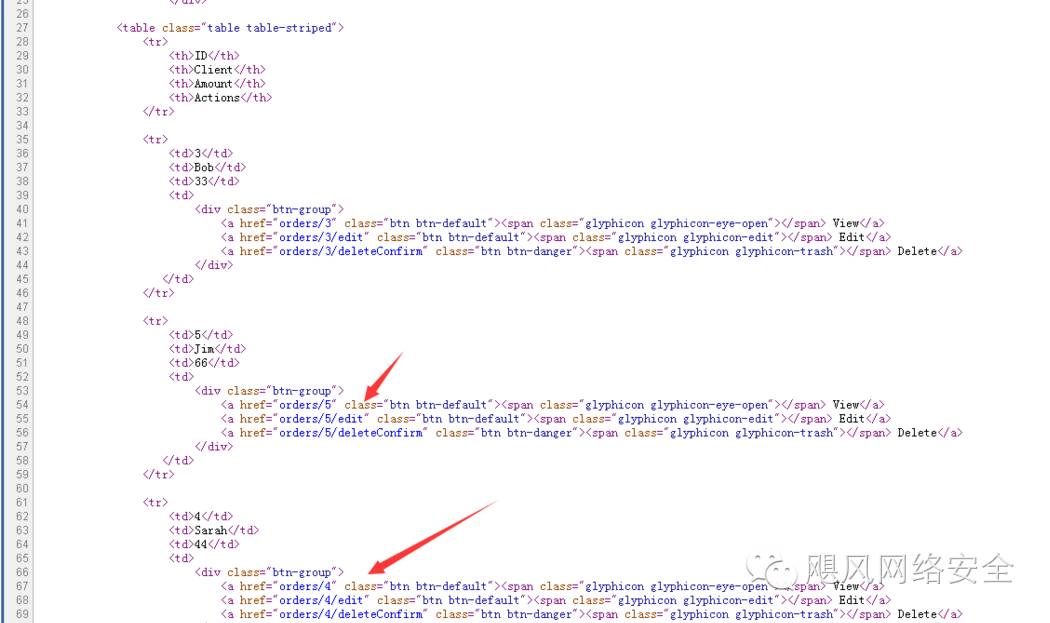 25 </div>
26
27 <table class="table table-striped">
28 <tr>
29 <th>ID</th>
30 <th>Client</th>
31 <th>Amount</th>
32 <th>Actions</th>
33 </tr>
34
35 <tr>
36 <td>3</td>
37 <td>Bob</td>
38 <td>33</td>
39 <td>
40 <div class="btn-group">
41 <a href="orders/3" class="btn btn-default"><span class="glyphicon glyphicon-eye-open"></span> View</a>
42 <a href="orders/3/edit" class="btn btn-default"><span class="glyphicon glyphicon-edit"></span> Edit</a>
43 <a href="orders/3/deleteConfirm" class="btn btn-danger"><span class="glyphicon glyphicon-trash"></span> Delete</a>
44 </div>
45 </td>
46 </tr>
47
48 <tr>
49 <td>5</td>
50 <td>Jim</td>
51 <td>66</td>
52 <td>
53 <div class="btn-group">
54 <a href="orders/5" class="btn btn-default"><span class="glyphicon glyphicon-eye-open"></span> View</a>
55 <a href="orders/5/edit" class="btn btn-default"><span class="glyphicon glyphicon-edit"></span> Edit</a>
56 <a href="orders/5/deleteConfirm" class="btn btn-danger"><span class="glyphicon glyphicon-trash"></span> Delete</a>
57 </div>
58 </td>
59 </tr>
60
61 <tr>
62 <td>4</td>
63 <td>Sarah</td>
64 <td>44</td>
65 <td>
66 <div class="btn-group">
67 <a href="orders/4" class="btn btn-default"><span class="glyphicon glyphicon-eye-open"></span> View</a>
68 <a href="orders/4/edit" class="btn btn-default"><span class="glyphicon glyphicon-edit"></span> Edit</a>
69 <a href="orders/4/deleteConfirm" class="btn btn-danger"><span class="glyphicon glyphicon-trash"></span> Delete</a>
飓风网络安全